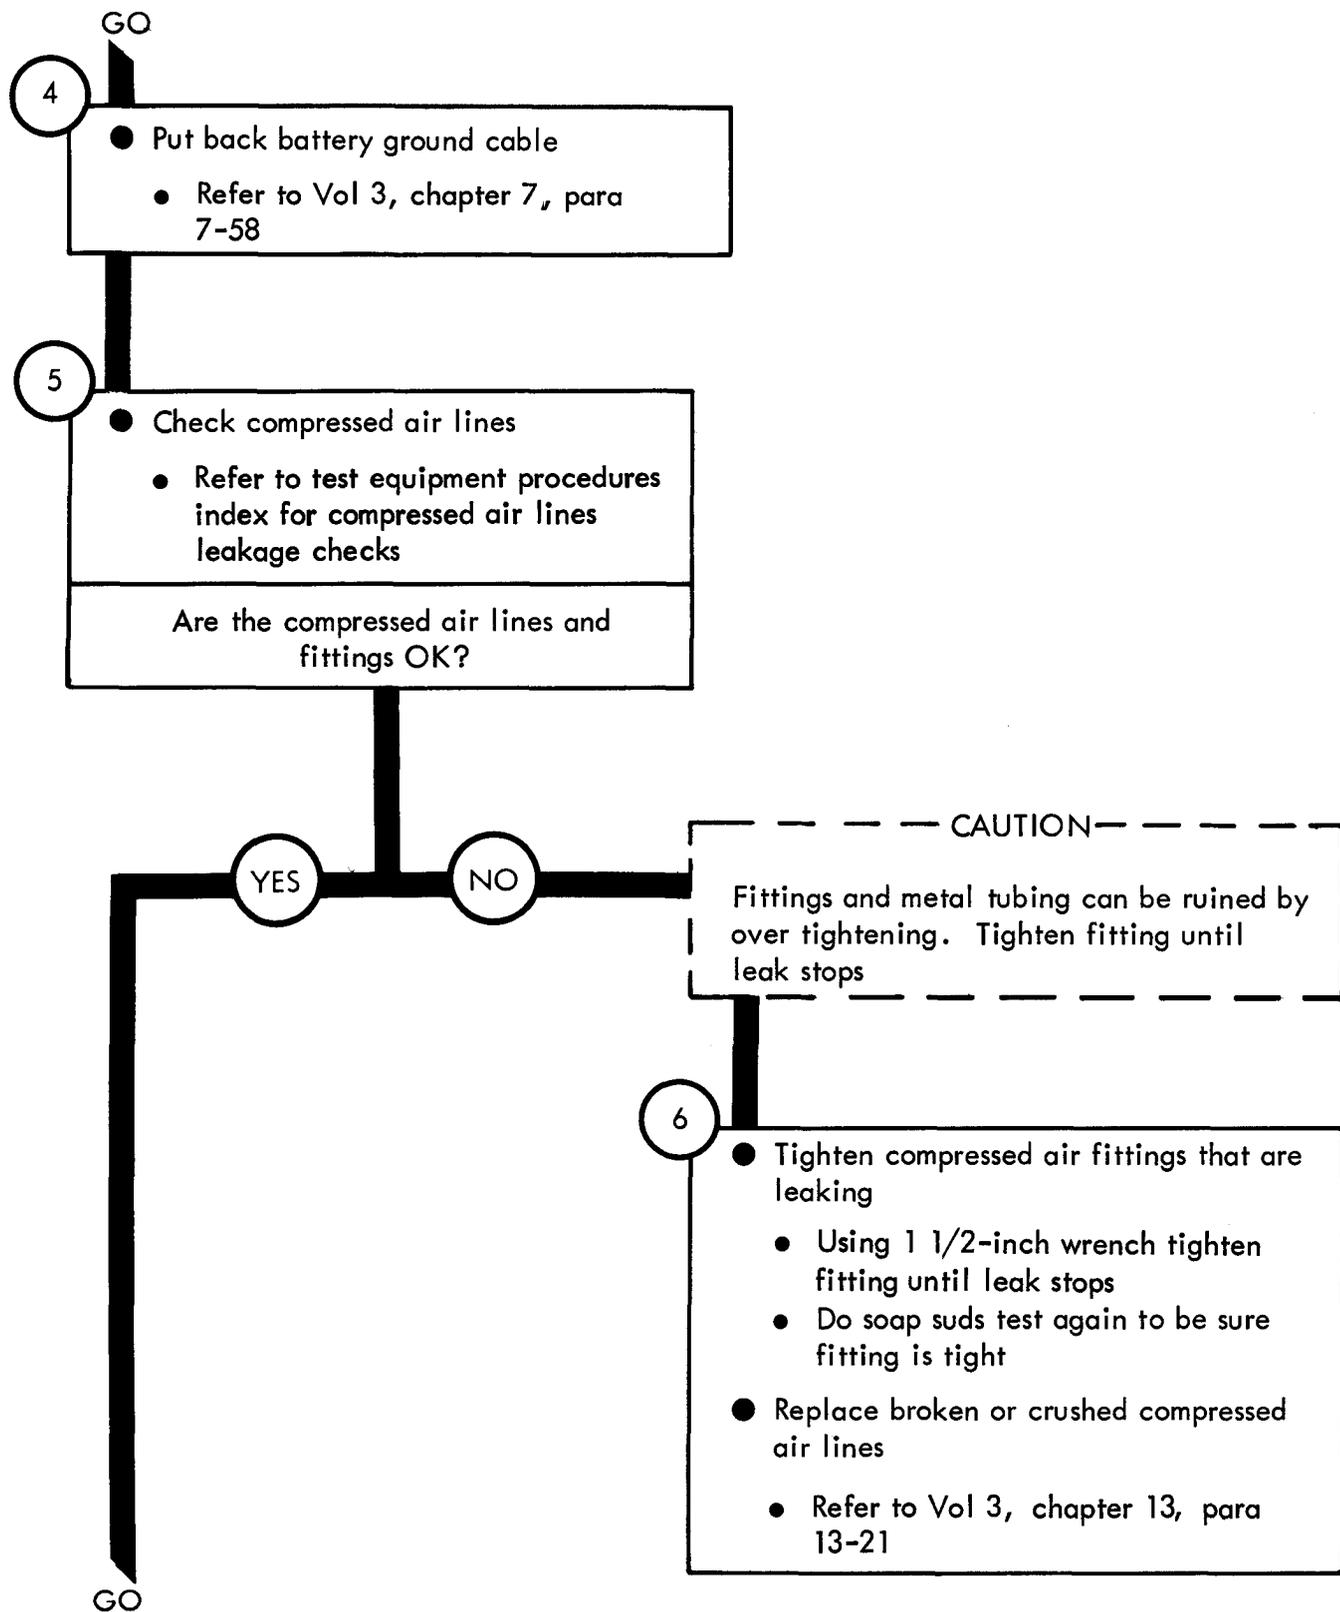 GO
4
● Put back battery ground cable
● Refer to Vol 3, chapter 7, para
7-58
5
● Check compressed air lines
● Refer to test equipment procedures
index for compressed air lines
leakage checks
Are the compressed air lines and
fittings OK?
YES
NO
CAUTION
Fittings and metal tubing can be ruined by
over tightening. Tighten fitting until
leak stops
6
● Tighten compressed air fittings that are
leaking
● Using 1 1/2-inch wrench tighten
fitting until leak stops
● Do soap suds test again to be sure
fitting is tight
● Replace broken or crushed compressed
air lines
● Refer to Vol 3, chapter 13, para
13-21
GO